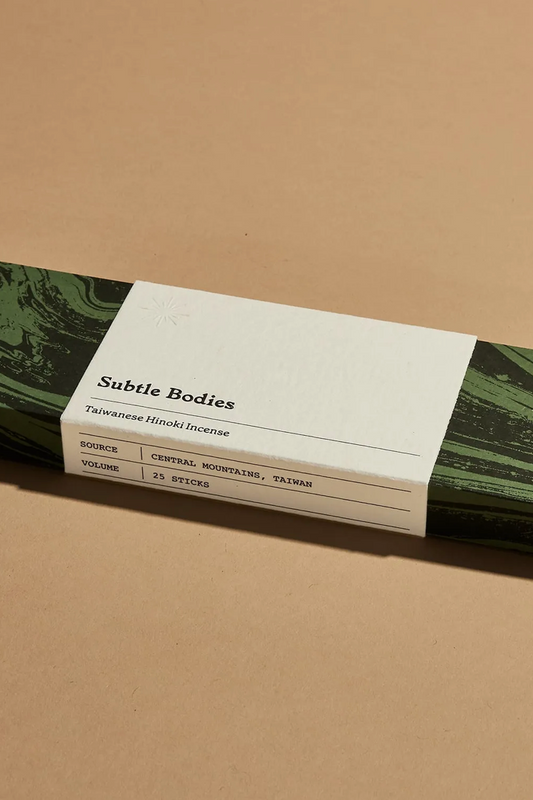 Subtle Bodies
Taiwanese Hinoki Incense
SOURCE CENTRAL MOUNTAINS, TAIWAN
VOLUME 25 STICKS